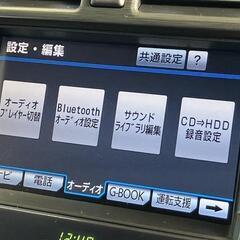 設定・編集
共通設定
?
オーディオ
プレイヤー切替
Bluetooth
オーディオ設定
サウンド
ライブラリ編集
CD⇒HDD
録音設定
ービ
電話
オーディオ
G-BOOK
運転支援